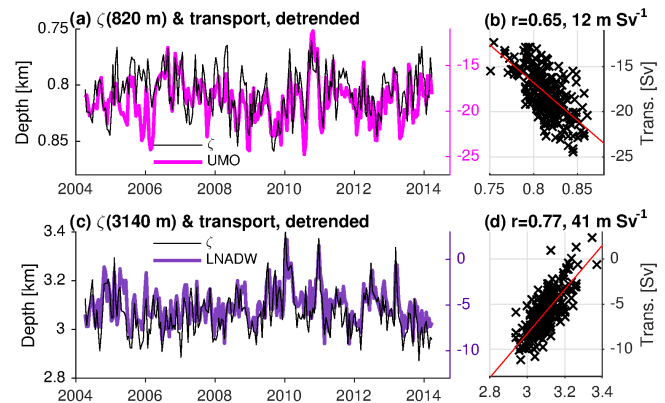 (a) ζ(820 m) & transport, detrended
(b) r=0.65, 12 m Sv⁻¹
0.75
0.8
0.85
Depth [km]
ζ
UMO
-15
-20
-25
2004 2006 2008 2010 2012 2014
-15
-20
-25
Trans. [Sv]
0.75 0.8 0.85
(c) ζ(3140 m) & transport, detrended
(d) r=0.77, 41 m Sv⁻¹
3.4
3.2
3
2.8
Depth [km]
ζ
LNADW
0
-5
-10
2004 2006 2008 2010 2012 2014
0
-5
-10
Trans. [Sv]
2.8 3 3.2 3.4